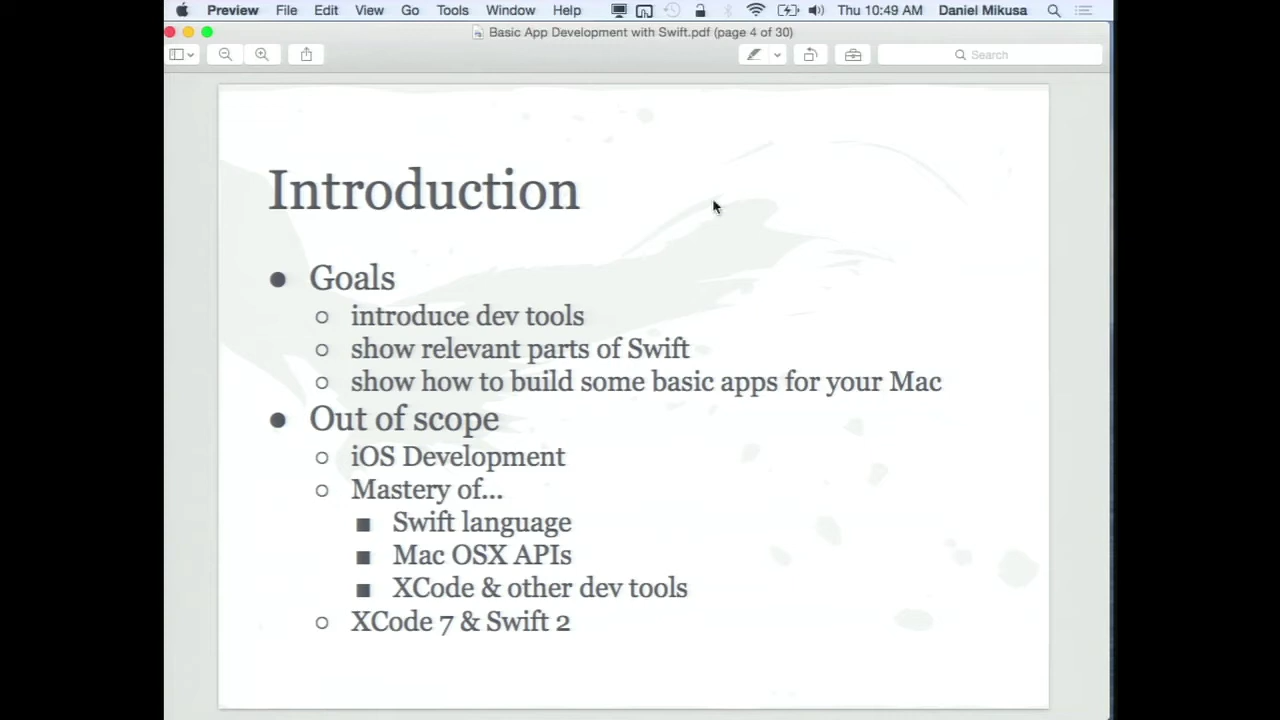 Preview File Edit View Go Tools Window Help Thu 10:49 AM Daniel Mikusa
Basic App Development with Swift.pdf (page 4 of 30)
Search
Introduction
● Goals
○ introduce dev tools
○ show relevant parts of Swift
○ show how to build some basic apps for your Mac
● Out of scope
○ iOS Development
○ Mastery of...
■ Swift language
■ Mac OSX APIs
■ XCode & other dev tools
○ XCode 7 & Swift 2